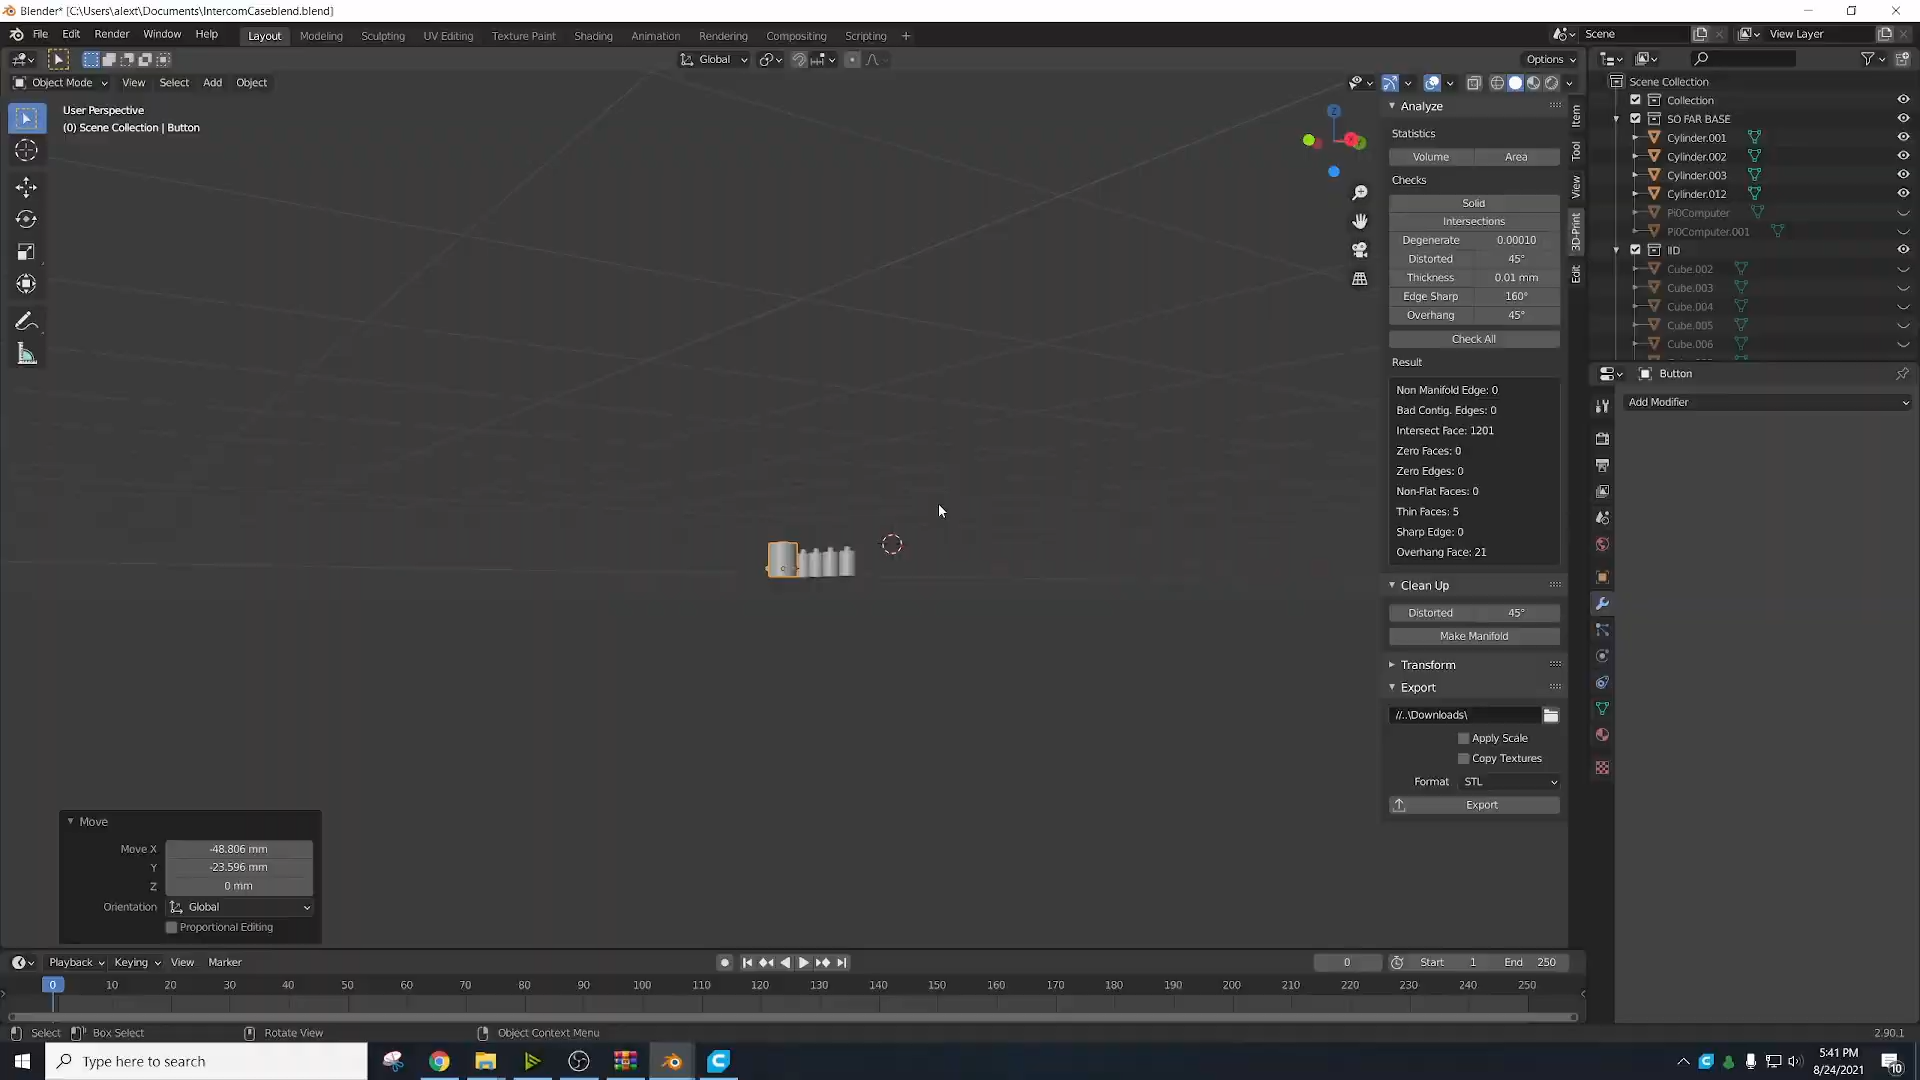 Blender* [C:\Users\alext\Documents\IntercomCaseblend.blend]
File Edit Render Window Help Layout Modeling Sculpting UV Editing Texture Paint Shading Animation Rendering Compositing Scripting + Scene View Layer
Global Options
Object Mode View Select Add Object
User Perspective
(0) Scene Collection | Button
Z
Analyze
Statistics
Volume Area
Checks
Solid
Intersections
Degenerate 0.00010
Distorted 45°
Thickness 0.01 mm
Edge Sharp 160°
Overhang 45°
Check All
Result
Non Manifold Edge: 0
Bad Contig. Edges: 0
Intersect Face: 1201
Zero Faces: 0
Zero Edges: 0
Non-Flat Faces: 0
Thin Faces: 5
Sharp Edge: 0
Overhang Face: 21
Clean Up
Distorted 45°
Make Manifold
Transform
Export
//..\Downloads\
Apply Scale
Copy Textures
Format STL
Export
Item
Tool
View
3D-Print
Edit
Scene Collection
Collection
SO FAR BASE
Cylinder.001
Cylinder.002
Cylinder.003
Cylinder.012
Pi0Computer
Pi0Computer.001
IID
Cube.002
Cube.003
Cube.004
Cube.005
Cube.006
Button
Add Modifier
Move
Move X -48.806 mm
Y -23.596 mm
Z 0 mm
Orientation Global
Proportional Editing
Playback Keying View Marker 0 Start 1 End 250
0 10 20 30 40 50 60 70 80 90 100 110 120 130 140 150 160 170 180 190 200 210 220 230 240 250
Select Box Select Rotate View Object Context Menu 2.90.1
Type here to search
5:41 PM
8/24/2021
10